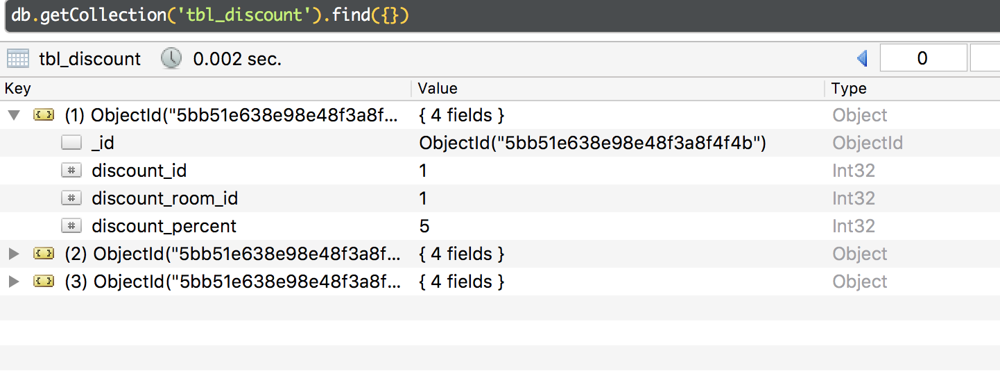 db.getCollection('tbl_discount').find({})
tbl_discount 0.002 sec. 0
Key Value Type
(1) ObjectId("5bb51e638e98e48f3a8f... { 4 fields } Object
_id ObjectId("5bb51e638e98e48f3a8f4f4b") ObjectId
# discount_id 1 Int32
# discount_room_id 1 Int32
# discount_percent 5 Int32
(2) ObjectId("5bb51e638e98e48f3a8f... { 4 fields } Object
(3) ObjectId("5bb51e638e98e48f3a8f... { 4 fields } Object